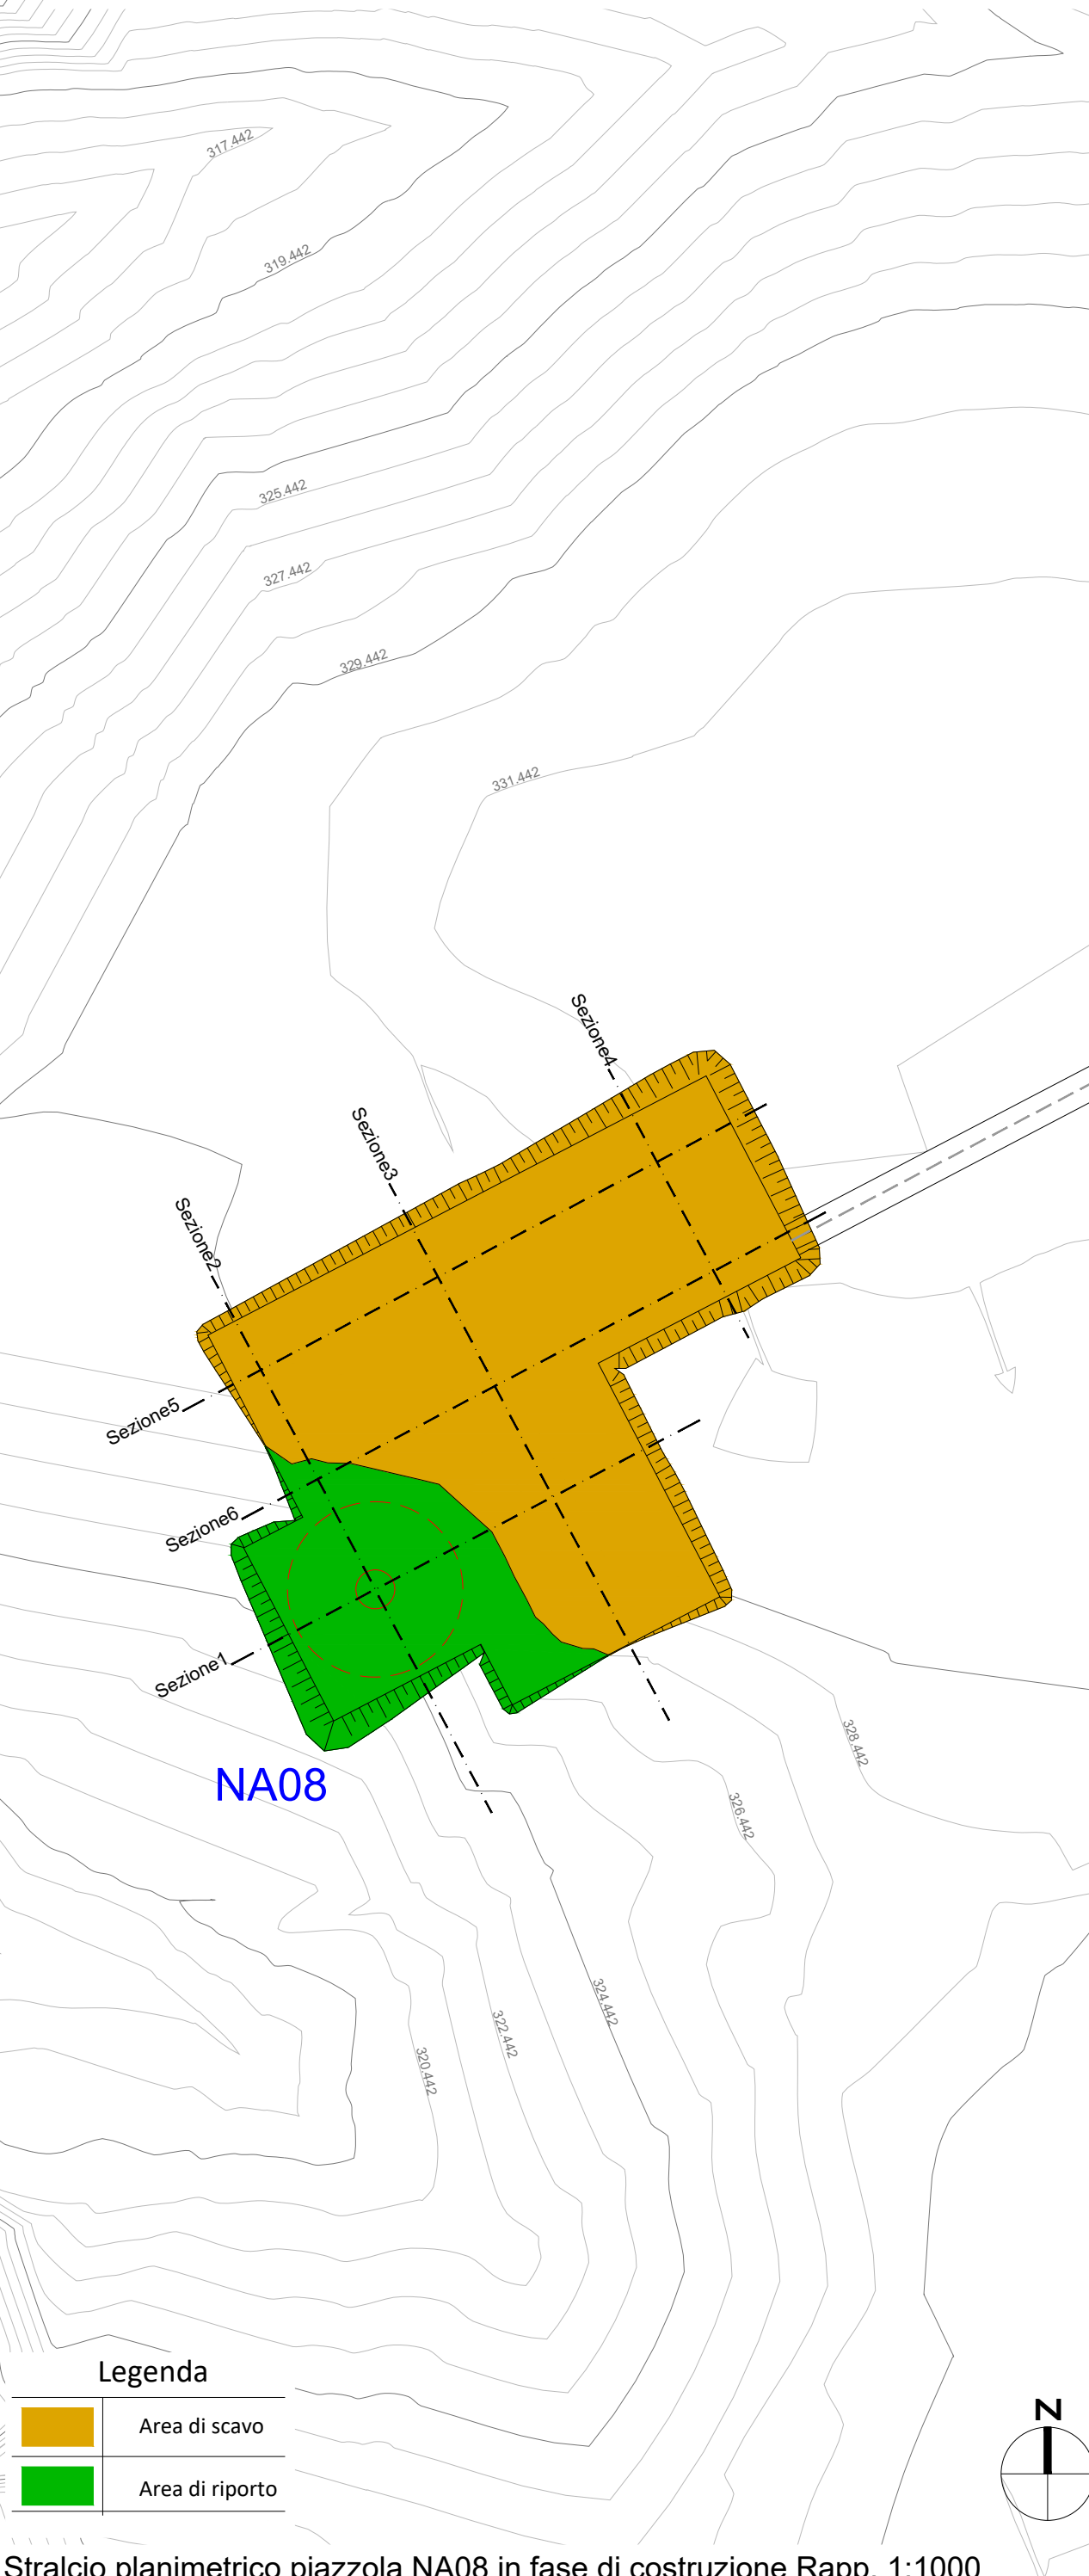 317.442
319.442
325.442
327.442
329.442
331.442
Sezione4
Sezione3
Sezione2
Sezione5
Sezione6
Sezione1
NA08
328.442
326.442
324.442
322.442
320.442
Legenda
Area di scavo
Area di riporto
N
Stralcio planimetrico piazzola NA08 in fase di costruzione Rapp. 1:1000